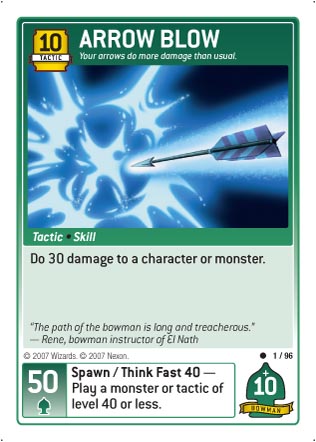 10
TACTIC
ARROW BLOW
Your arrows do more damage than usual.
Tactic • Skill
Do 30 damage to a character or monster.
"The path of the bowman is long and treacherous."
— Rene, bowman instructor of El Nath
© 2007 Wizards. © 2007 Nexon.
● 1 / 96
50
Spawn / Think Fast 40 —
Play a monster or tactic of
level 40 or less.
+
10
BOWMAN